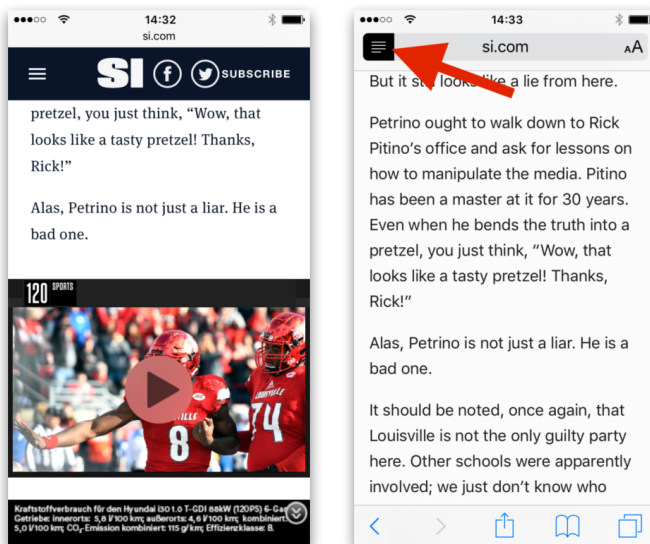 14:32
si.com
SI
f
SUBSCRIBE
pretzel, you just think, “Wow, that
looks like a tasty pretzel! Thanks,
Rick!”
Alas, Petrino is not just a liar. He is a
bad one.
120 SPORTS
LOUISVILLE
8
74
Kraftstoffverbrauch für den Hyundai i30 1.0 T-GDI 88kW (120PS) 6-Gang
Getriebe: innerorts: 5,8 l/100 km; außerorts: 4,6 l/100 km; kombiniert:
5,0 l/100 km; CO₂-Emission kombiniert: 115 g/km; Effizienzklasse: B.
14:33
si.com
AA
But it still looks like a lie from here.
Petrino ought to walk down to Rick
Pitino’s office and ask for lessons on
how to manipulate the media. Pitino
has been a master at it for 30 years.
Even when he bends the truth into a
pretzel, you just think, “Wow, that
looks like a tasty pretzel! Thanks,
Rick!”
Alas, Petrino is not just a liar. He is a
bad one.
It should be noted, once again, that
Louisville is not the only guilty party
here. Other schools were apparently
involved; we just don’t know who